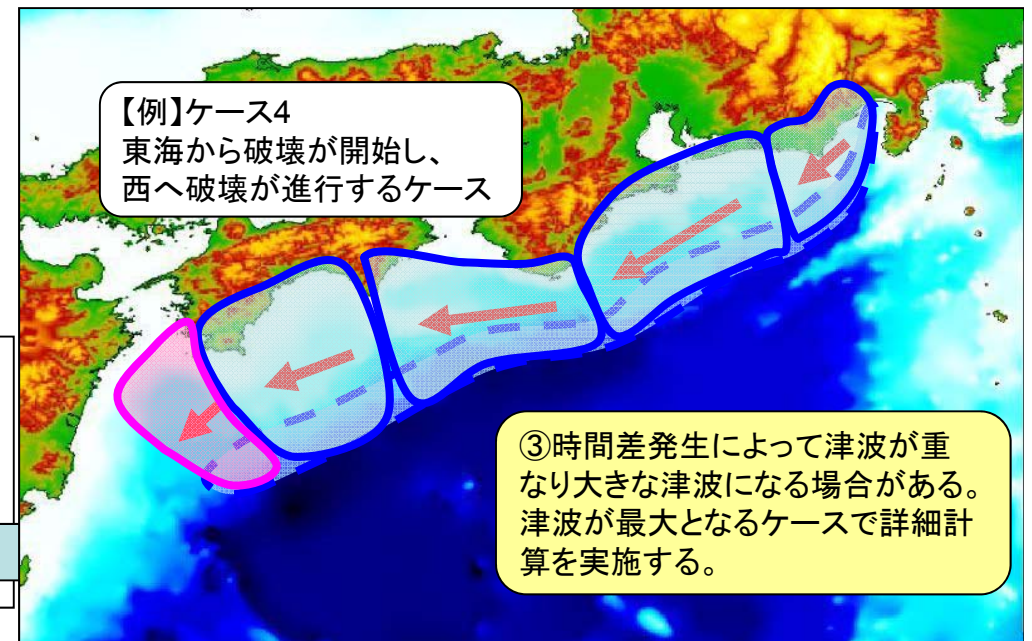 【例】ケース4
東海から破壊が開始し、
西へ破壊が進行するケース
③時間差発生によって津波が重
なり大きな津波になる場合がある。
津波が最大となるケースで詳細計
算を実施する。